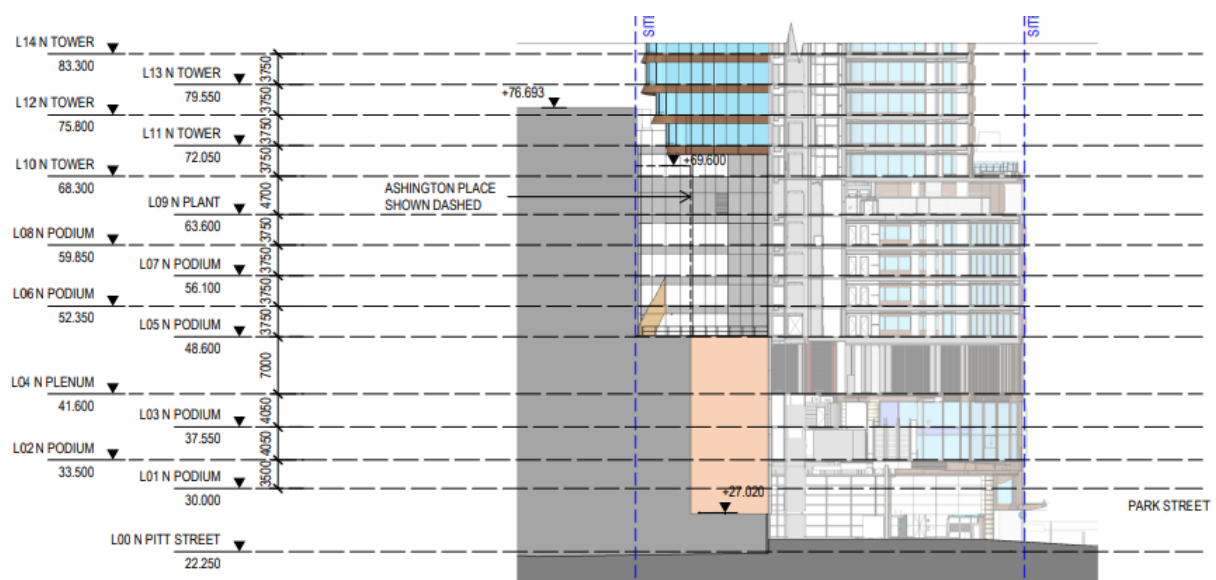 SITE
SITE
L14 N TOWER
83.300
3750
L13 N TOWER
79.550
3750
+76.693
L12 N TOWER
75.800
3750
L11 N TOWER
72.050
3750
+69.600
L10 N TOWER
68.300
4700
ASHINGTON PLACE
SHOWN DASHED
L09 N PLANT
63.600
3750
L08 N PODIUM
59.850
3750
L07 N PODIUM
56.100
3750
L06 N PODIUM
52.350
3750
L05 N PODIUM
48.600
7000
L04 N PLENUM
41.600
4050
L03 N PODIUM
37.550
4050
L02 N PODIUM
33.500
3500
L01 N PODIUM
30.000
+27.020
PARK STREET
L00 N PITT STREET
22.250